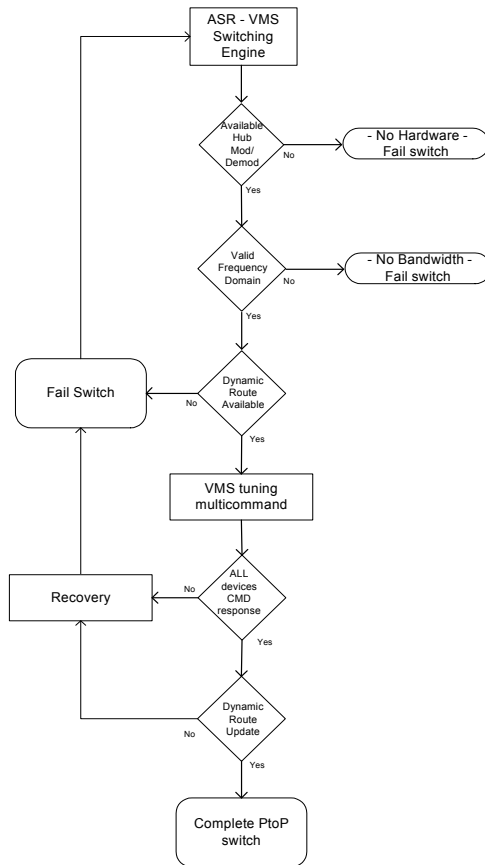 ASR - VMS
Switching
Engine
Available
Hub
Mod/
Demod
No
- No Hardware -
Fail switch
Yes
Valid
Frequency
Domain
No
- No Bandwidth -
Fail switch
Yes
Fail Switch
No
Dynamic
Route
Available
Yes
VMS tuning
multicommand
Recovery
No
ALL
devices
CMD
response
Yes
Dynamic
Route
Update
No
Yes
Complete PtoP
switch